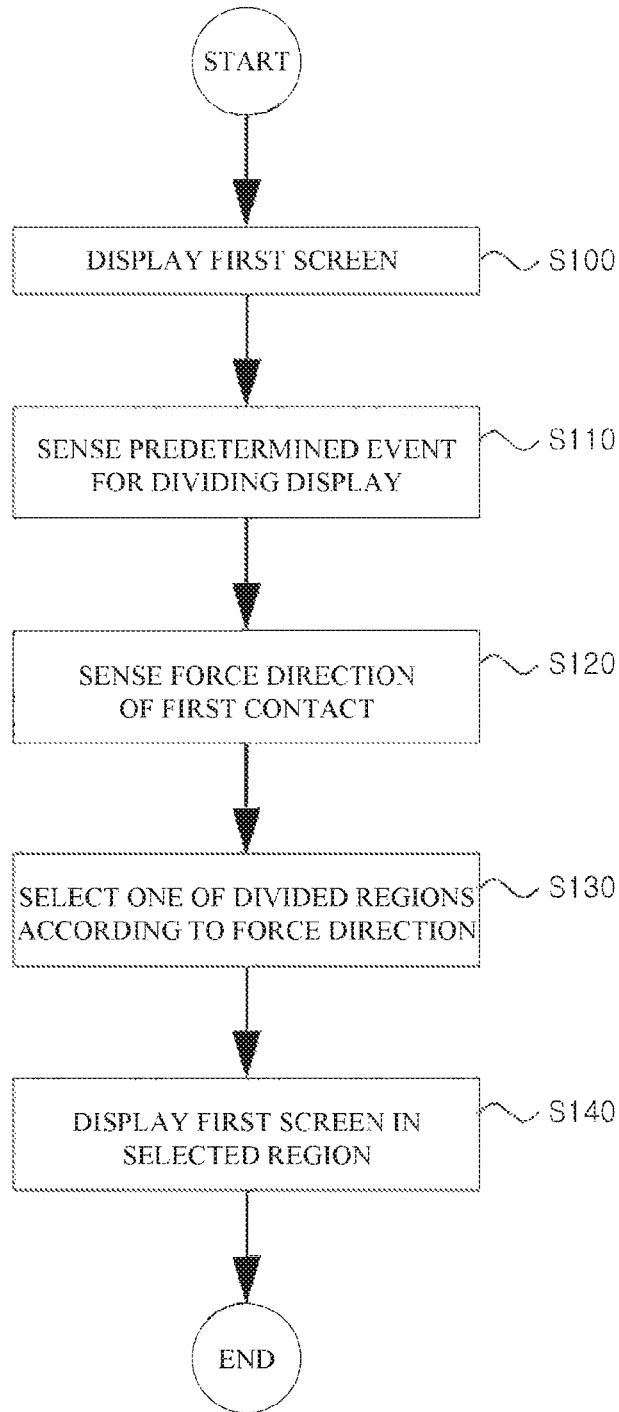 START
DISPLAY FIRST SCREEN
S100
SENSE PREDETERMINED EVENT
FOR DIVIDING DISPLAY
S110
SENSE FORCE DIRECTION
OF FIRST CONTACT
S120
SELECT ONE OF DIVIDED REGIONS
ACCORDING TO FORCE DIRECTION
S130
DISPLAY FIRST SCREEN IN
SELECTED REGION
S140
END